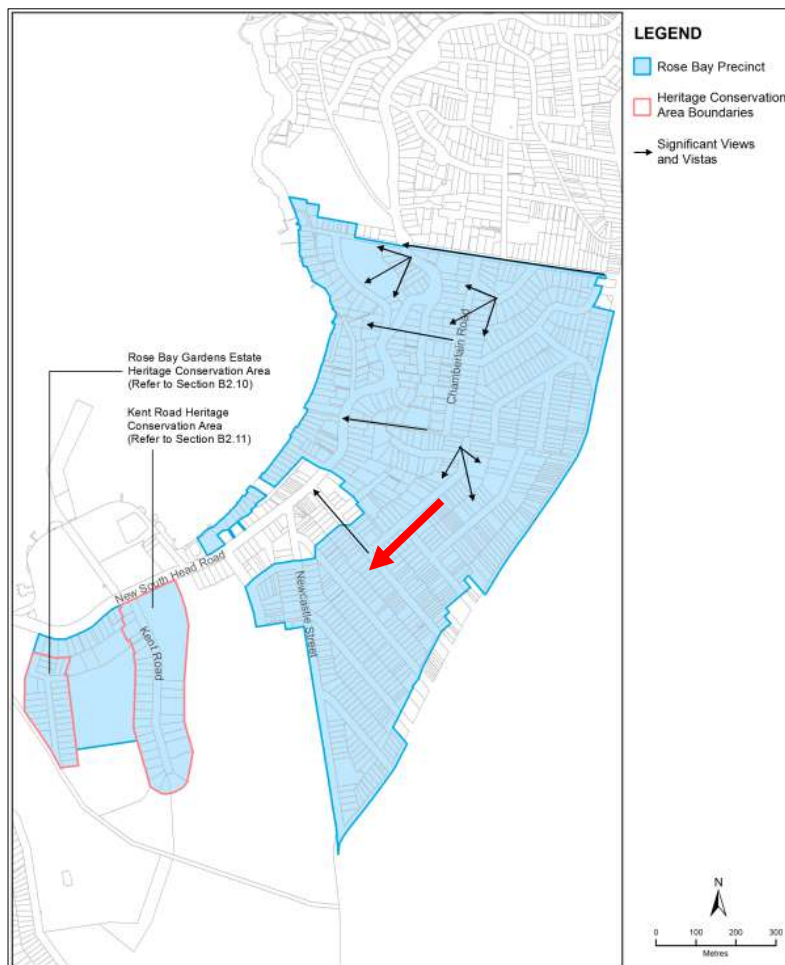 LEGEND
Rose Bay Precinct
Heritage Conservation
Area Boundaries
Significant Views
and Vistas
Chamberlain Road
Rose Bay Gardens Estate
Heritage Conservation Area
(Refer to Section B2.10)
Kent Road Heritage
Conservation Area
(Refer to Section B2.11)
New South Head Road
Newcastle Street
Kent Road
N
0 100 200 300
Metres